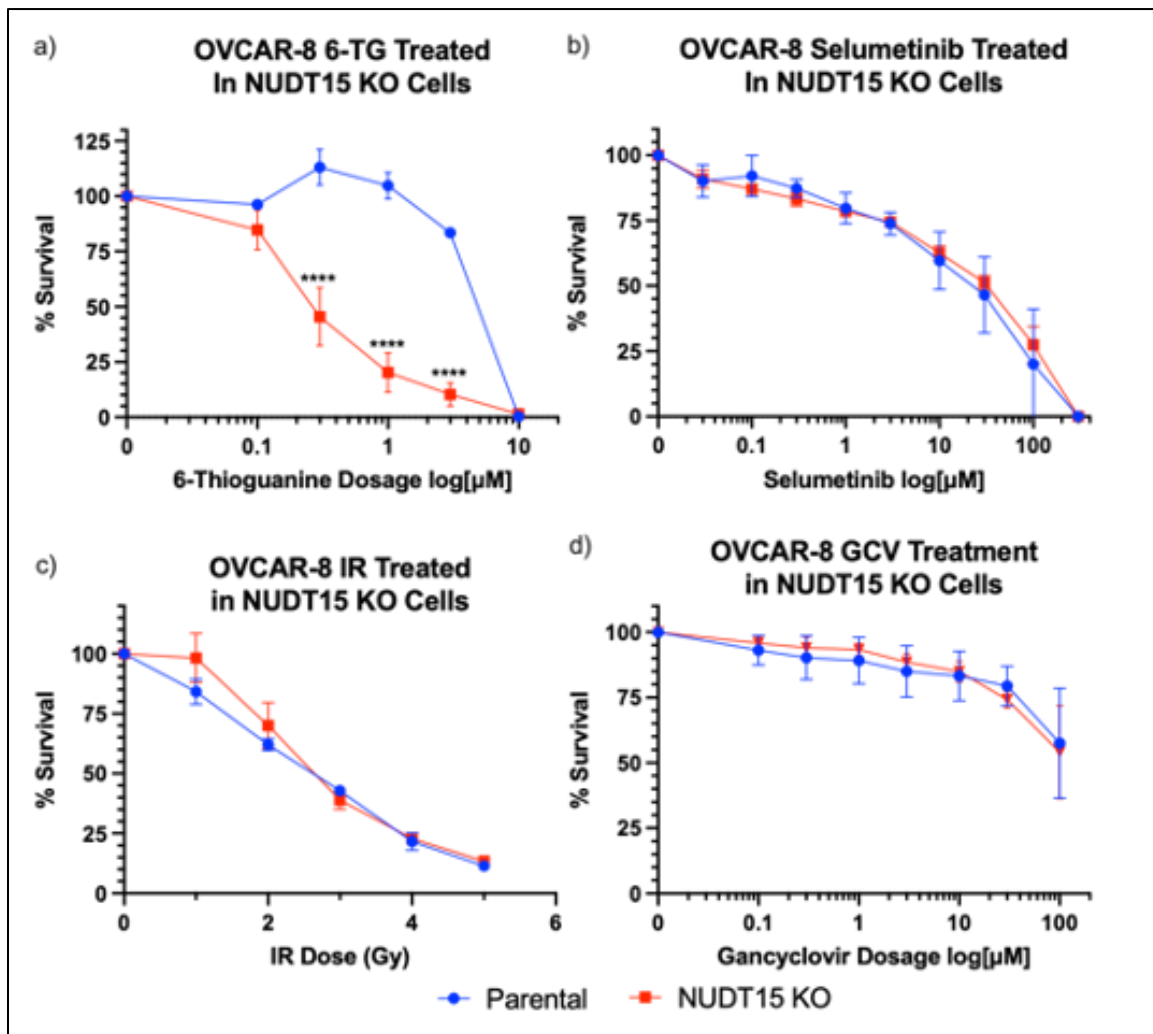 a)
OVCAR-8 6-TG Treated
In NUDT15 KO Cells
125
100
75
50
25
0
% Survival
****
****
****
0 0.1 1 10
6-Thioguanine Dosage log[µM]
b)
OVCAR-8 Selumetinib Treated
In NUDT15 KO Cells
100
75
50
25
0
% Survival
0 0.1 1 10 100
Selumetinib log[µM]
c)
OVCAR-8 IR Treated
in NUDT15 KO Cells
100
75
50
25
0
% Survival
0 2 4 6
IR Dose (Gy)
d)
OVCAR-8 GCV Treatment
in NUDT15 KO Cells
100
75
50
25
0
% Survival
0 0.1 1 10 100
Gancyclovir Dosage log[µM]
Parental NUDT15 KO